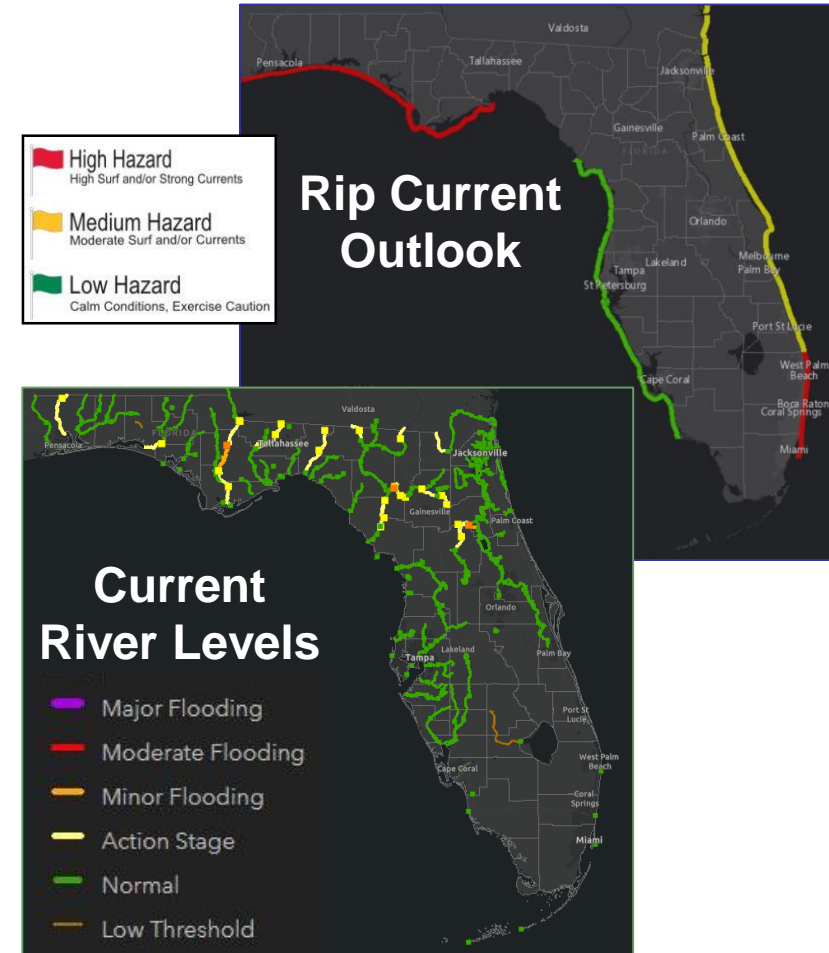 Valdosta
Pensacola
Tallahassee
Jacksonville
Gainesville
Palm Coast
FLORIDA
High Hazard
High Surf and/or Strong Currents
Medium Hazard
Moderate Surf and/or Currents
Low Hazard
Calm Conditions, Exercise Caution
Rip Current
Outlook
Orlando
Lakeland
Melbourne
Tampa
Palm Bay
St Petersburg
Port St Lucie
West Palm
Beach
Cape Coral
Boca Raton
Coral Springs
Miami
Valdosta
FLORIDA
Pensacola
Tallahassee
Jacksonville
Gainesville
Palm Coast
Current
River Levels
Orlando
Lakeland
Tampa
Palm Bay
Port St
Lucie,
West Palm
Beach
Cape Coral
Coral
Springs
Miami
Major Flooding
Moderate Flooding
Minor Flooding
Action Stage
Normal
Low Threshold